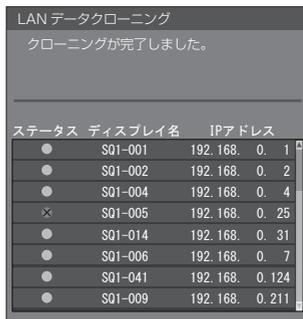 LAN データクローニング
クローニングが完了しました。
ステータス ディスプレイ名 IPアドレス
SQ1-001 192.168. 0. 1
SQ1-002 192.168. 0. 2
SQ1-004 192.168. 0. 4
SQ1-005 192.168. 0. 25
SQ1-014 192.168. 0. 31
SQ1-006 192.168. 0. 7
SQ1-041 192.168. 0.124
SQ1-009 192.168. 0.211